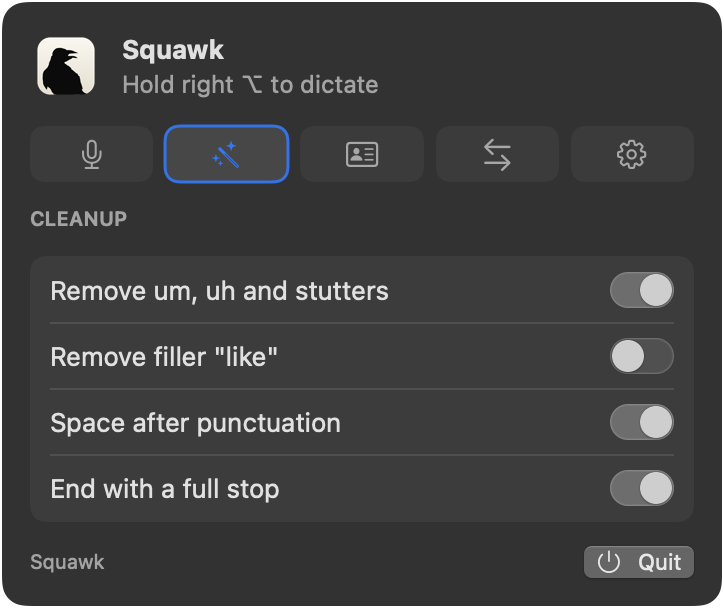 Squawk
Hold right ⌥ to dictate
CLEANUP
Remove um, uh and stutters
Remove filler "like"
Space after punctuation
End with a full stop
Squawk
Quit